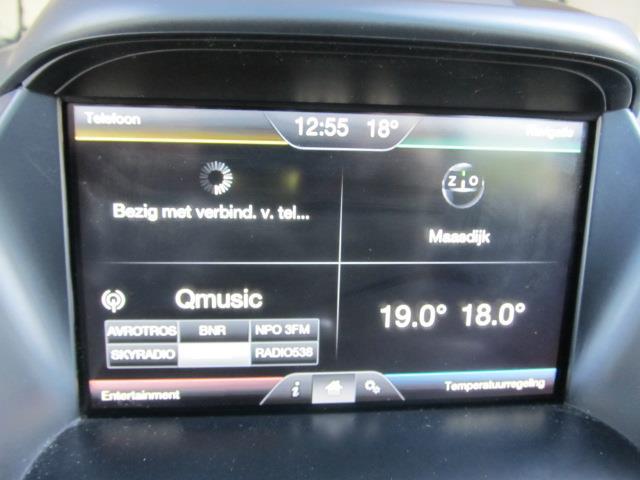 Telefoon
12:55 18°
Navigatie
Bezig met verbind. v. tel...
Z O
Maasdijk
Qmusic
AVROTROS BNR NPO 3FM
SKYRADIO RADIO538
19.0° 18.0°
Entertainment
i
Temperatuurregeling